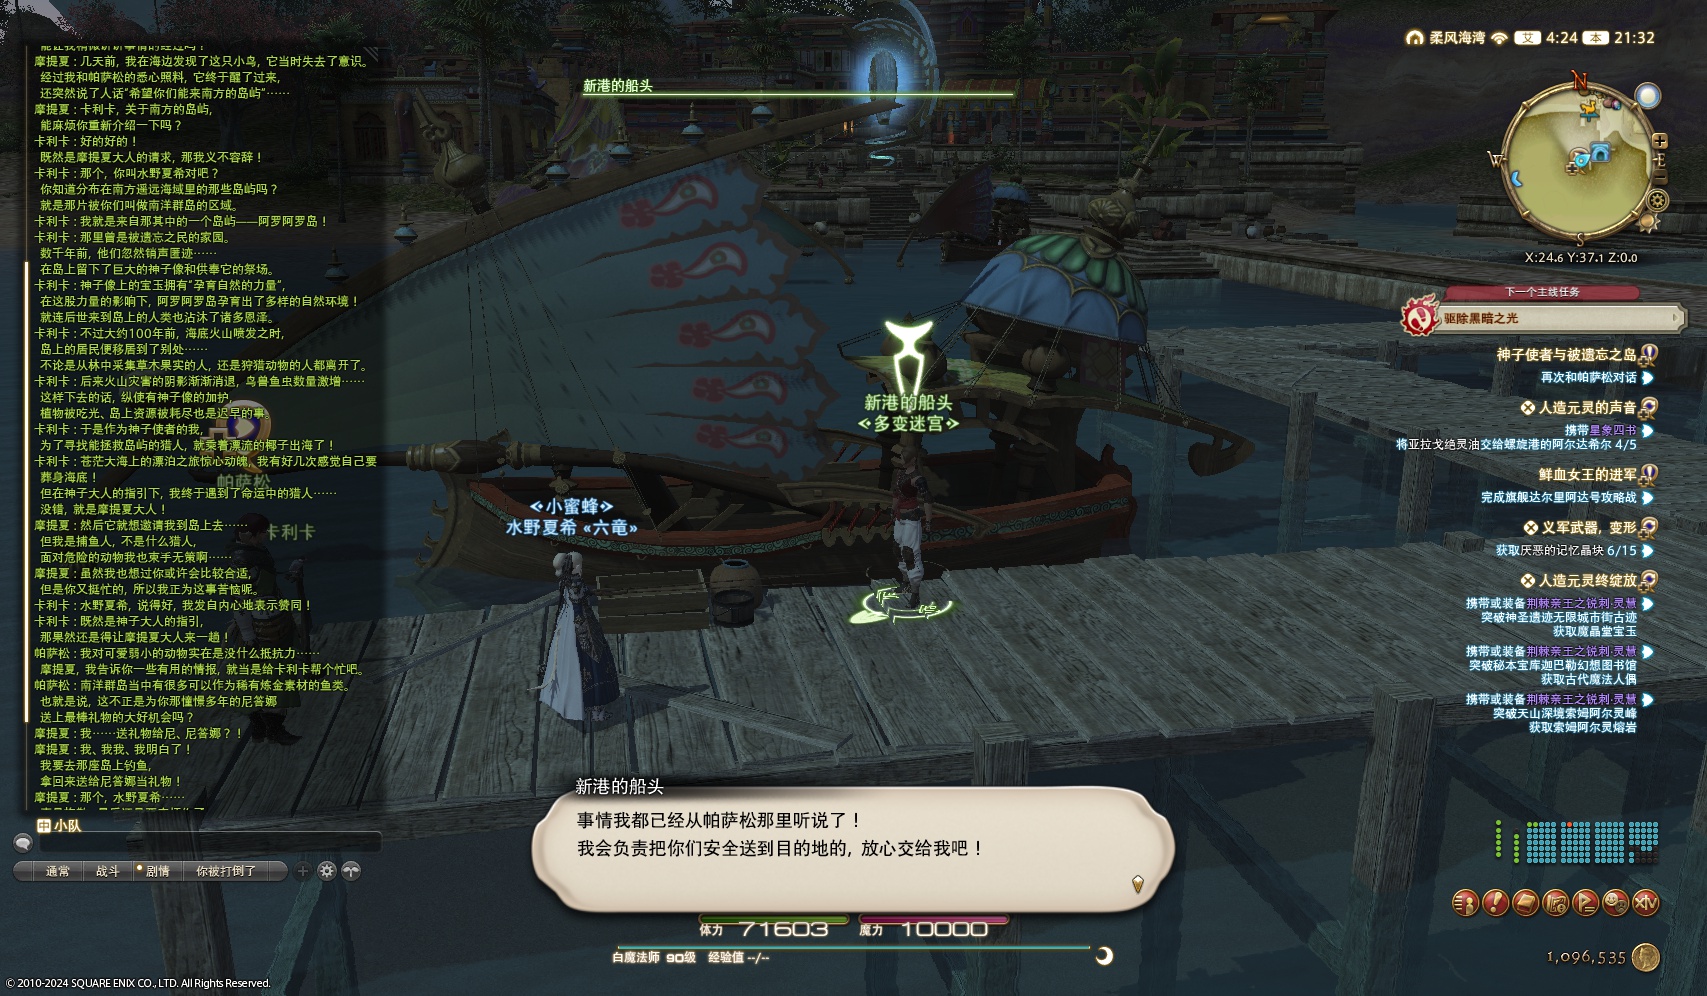 能让我稍微听听事情的经过吗！
摩提夏：几天前，我在海边发现了这只小鸟，它当时失去了意识。
经过我和帕萨松的悉心照料，它终于醒了过来，
还突然说了人话“希望你们能来南方的岛屿”……
摩提夏：卡利卡，关于南方的岛屿，
能麻烦你重新介绍一下吗？
卡利卡：好的好的！
既然是摩提夏大人的请求，那我义不容辞！
卡利卡：那个，你叫水野夏希对吧？
你知道分布在南方遥远海域里的那些岛屿吗？
就是那片被你们叫做南洋群岛的区域。
卡利卡：我就是来自那其中的一个岛屿——阿罗阿罗岛！
卡利卡：那里曾是被遗忘之民的家园。
数千年前，他们忽然销声匿迹……
在岛上留下了巨大的神子像和供奉它的祭场。
卡利卡：神子像上的宝玉拥有“孕育自然的力量”，
在这股力量的影响下，阿罗阿罗岛孕育出了多样的自然环境！
就连后世来到岛上的人类也沾沐了诸多恩泽。
卡利卡：不过大约100年前，海底火山喷发之时，
岛上的居民便移居到了别处……
不论是从林中采集草木果实的人，还是狩猎动物的人都离开了。
卡利卡：后来火山灾害的阴影渐渐消退，鸟兽鱼虫数量激增……
这样下去的话，纵使有神子像的加护，
植物被吃光、岛上资源被耗尽也是迟早的事。
卡利卡：于是作为神子使者的我，
为了寻找能拯救岛屿的猎人，就乘着漂流的椰子出海了！
卡利卡：苍茫大海上的漂泊之旅惊心动魄，我有好几次感觉自己要
葬身海底！
但在神子大人的指引下，我终于遇到了命运中的猎人……
没错，就是摩提夏大人！
摩提夏：然后它就想邀请我到岛上去……
但我是捕鱼人，不是什么猎人，
面对危险的动物我也束手无策啊……
摩提夏：虽然我也想过你或许会比较合适，
但是你又挺忙的，所以我正为这事苦恼呢。
卡利卡：水野夏希，说得好，我发自内心地表示赞同！
卡利卡：既然是神子大人的指引，
那果然还是得让摩提夏大人来一趟！
帕萨松：我对可爱弱小的动物实在是没什么抵抗力……
摩提夏，我告诉你一些有用的情报，就当是给卡利卡帮个忙吧。
帕萨松：南洋群岛当中有很多可以作为稀有炼金素材的鱼类。
也就是说，这不正是为你那憧憬多年的尼答娜
送上最棒礼物的大好机会吗？
摩提夏：我……送礼物给尼、尼答娜？！
摩提夏：我、我我、我明白了！
我要去那座岛上钓鱼，
拿回来送给尼答娜当礼物！
摩提夏：那个，水野夏希……
小队
通常 战斗 剧情 你被打倒了
© 2010-2024 SQUARE ENIX CO., LTD. All Rights Reserved.
帕萨松
卡利卡
新港的船头
新港的船头
多变迷宫
小蜜蜂
水野夏希 «六竜»
新港的船头
事情我都已经从帕萨松那里听说了！
我会负责把你们安全送到目的地的，放心交给我吧！
体力 71603 魔力 10000
白魔法师 90级 经验值 --/--
柔风海湾 艾 4:24 本 21:32
N
W
E
S
X:24.6 Y:37.1 Z:0.0
下一个主线任务
驱除黑暗之光
神子使者与被遗忘之岛
再次和帕萨松对话
人造元灵的声音
携带星象四书
将亚拉戈绝灵油交给螺旋港的阿尔达希尔 4/5
鲜血女王的进军
完成旗舰达尔里阿达号攻略战
义军武器，变形
获取厌恶的记忆晶块 6/15
人造元灵终绽放
携带或装备荆棘亲王之锐刺·灵慧
突破神圣遗迹无限城市街古迹
获取魔晶堂宝玉
携带或装备荆棘亲王之锐刺·灵慧
突破秘本宝库迦巴勒幻想图书馆
获取古代魔法人偶
携带或装备荆棘亲王之锐刺·灵慧
突破天山深境索姆阿尔灵峰
获取索姆阿尔灵熔岩
XIV
1,096,535